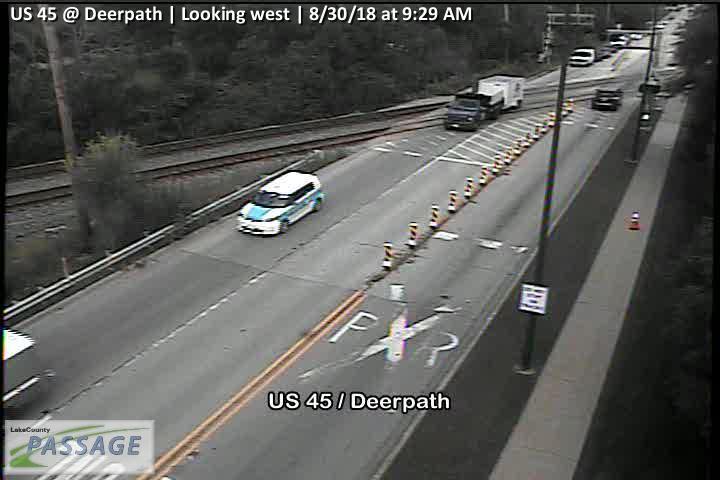 US 45 @ Deerpath | Looking west | 8/30/18 at 9:29 AM
R R
US 45 / Deerpath
LakeCounty
PASSAGE